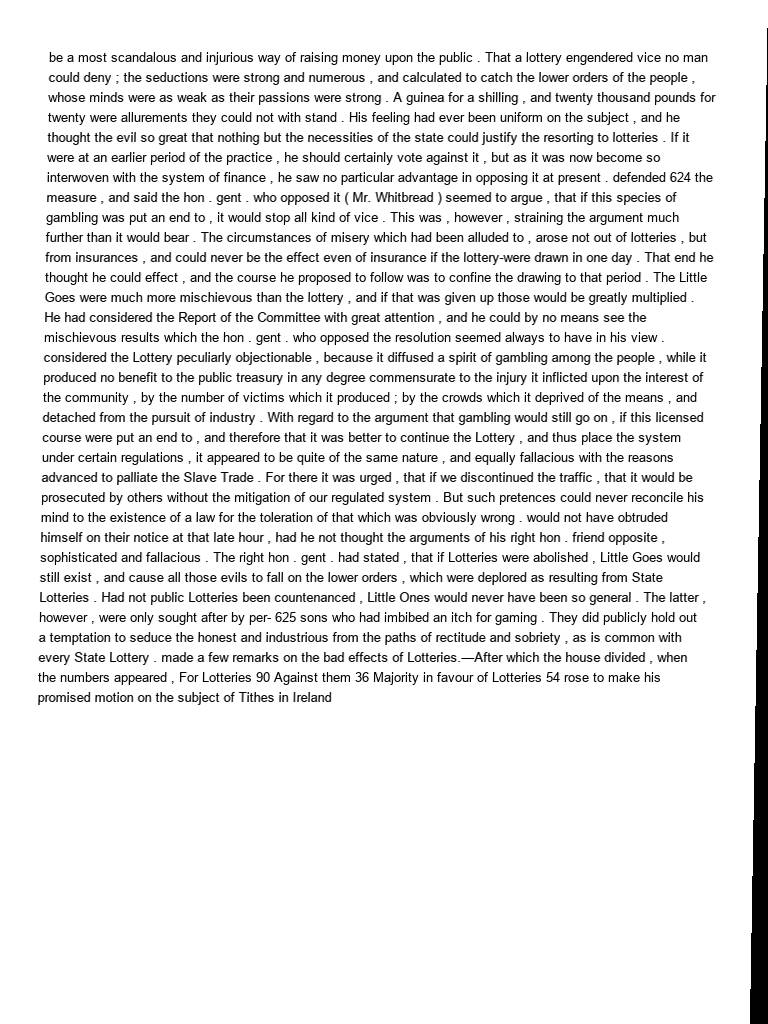 be a most scandalous and injurious way of raising money upon the public . That a lottery engendered vice no man
could deny ; the seductions were strong and numerous , and calculated to catch the lower orders of the people ,
whose minds were as weak as their passions were strong . A guinea for a shilling , and twenty thousand pounds for
twenty were allurements they could not with stand . His feeling had ever been uniform on the subject , and he
thought the evil so great that nothing but the necessities of the state could justify the resorting to lotteries . If it
were at an earlier period of the practice , he should certainly vote against it , but as it was now become so
interwoven with the system of finance , he saw no particular advantage in opposing it at present . defended 624 the
measure , and said the hon . gent . who opposed it ( Mr. Whitbread ) seemed to argue , that if this species of
gambling was put an end to , it would stop all kind of vice . This was , however , straining the argument much
further than it would bear . The circumstances of misery which had been alluded to , arose not out of lotteries , but
from insurances , and could never be the effect even of insurance if the lottery-were drawn in one day . That end he
thought he could effect , and the course he proposed to follow was to confine the drawing to that period . The Little
Goes were much more mischievous than the lottery , and if that was given up those would be greatly multiplied .
He had considered the Report of the Committee with great attention , and he could by no means see the
mischievous results which the hon . gent . who opposed the resolution seemed always to have in his view .
considered the Lottery peculiarly objectionable , because it diffused a spirit of gambling among the people , while it
produced no benefit to the public treasury in any degree commensurate to the injury it inflicted upon the interest of
the community , by the number of victims which it produced ; by the crowds which it deprived of the means , and
detached from the pursuit of industry . With regard to the argument that gambling would still go on , if this licensed
course were put an end to , and therefore that it was better to continue the Lottery , and thus place the system
under certain regulations , it appeared to be quite of the same nature , and equally fallacious with the reasons
advanced to palliate the Slave Trade . For there it was urged , that if we discontinued the traffic , that it would be
prosecuted by others without the mitigation of our regulated system . But such pretences could never reconcile his
mind to the existence of a law for the toleration of that which was obviously wrong . would not have obtruded
himself on their notice at that late hour , had he not thought the arguments of his right hon . friend opposite ,
sophisticated and fallacious . The right hon . gent . had stated , that if Lotteries were abolished , Little Goes would
still exist , and cause all those evils to fall on the lower orders , which were deplored as resulting from State
Lotteries . Had not public Lotteries been countenanced , Little Ones would never have been so general . The latter ,
however , were only sought after by per- 625 sons who had imbibed an itch for gaming . They did publicly hold out
a temptation to seduce the honest and industrious from the paths of rectitude and sobriety , as is common with
every State Lottery . made a few remarks on the bad effects of Lotteries.—After which the house divided , when
the numbers appeared , For Lotteries 90 Against them 36 Majority in favour of Lotteries 54 rose to make his
promised motion on the subject of Tithes in Ireland